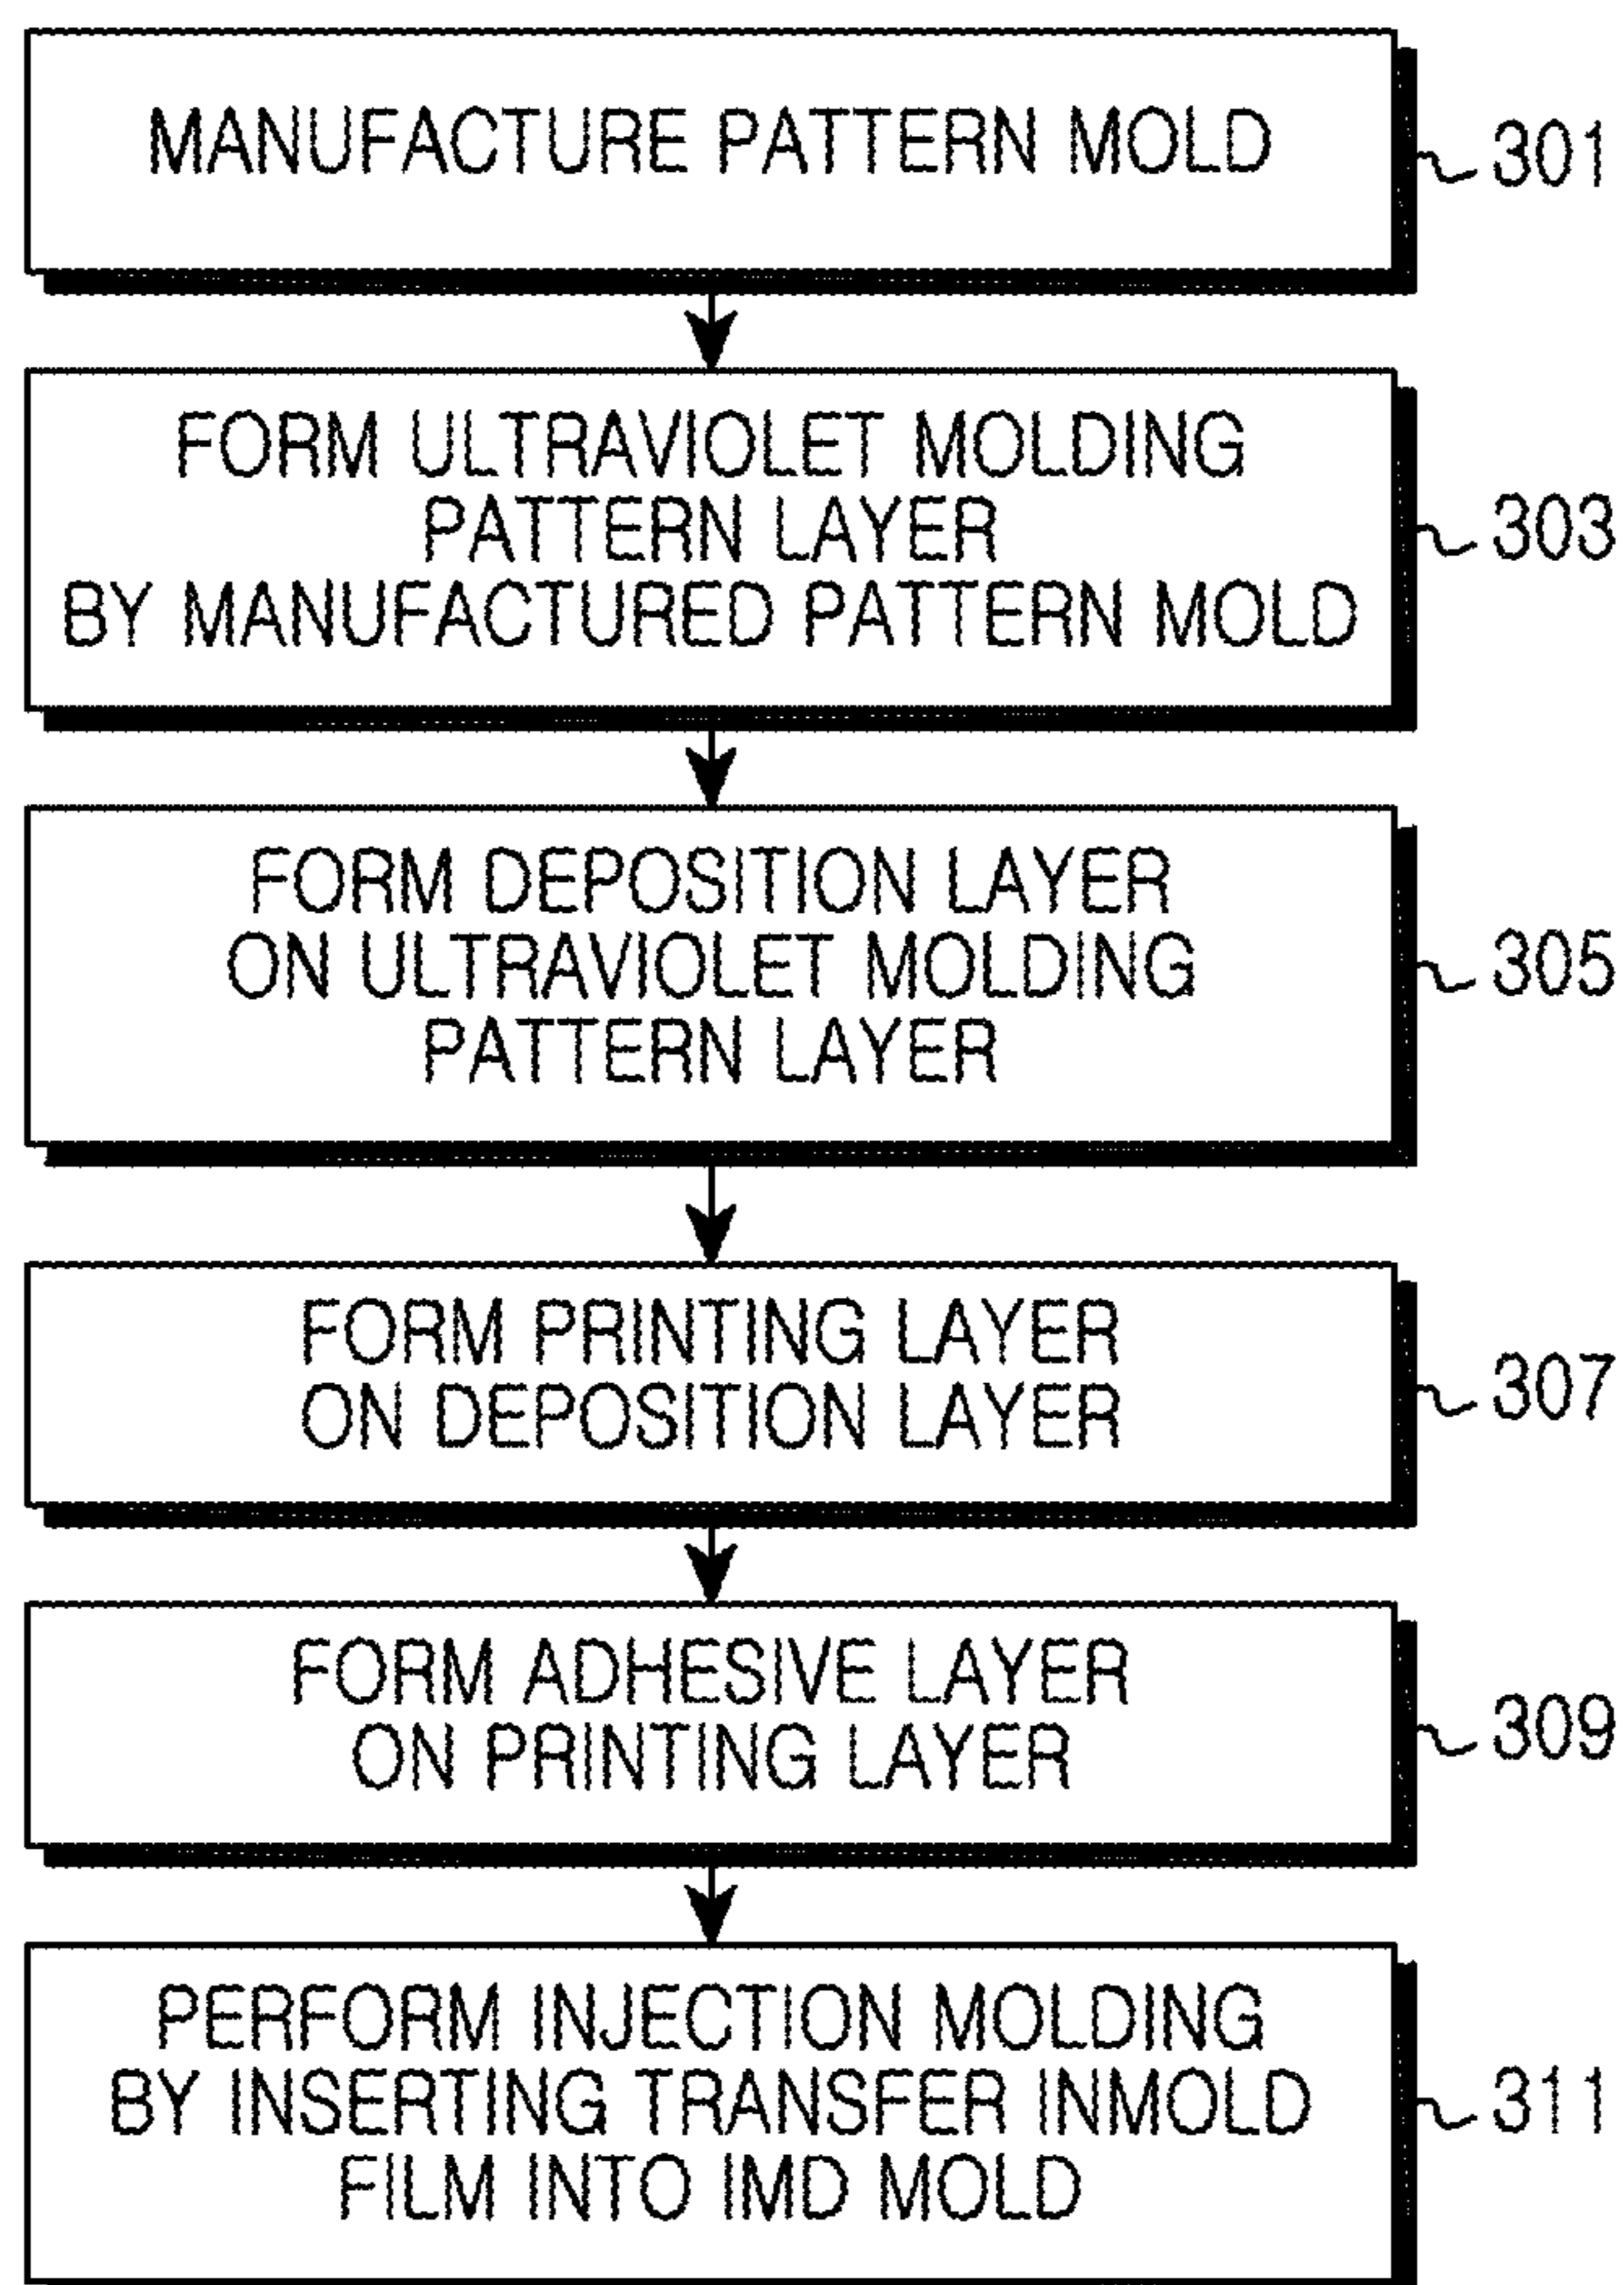 MANUFACTURE PATTERN MOLD
301
FORM ULTRAVIOLET MOLDING
PATTERN LAYER
BY MANUFACTURED PATTERN MOLD
303
FORM DEPOSITION LAYER
ON ULTRAVIOLET MOLDING
PATTERN LAYER
305
FORM PRINTING LAYER
ON DEPOSITION LAYER
307
FORM ADHESIVE LAYER
ON PRINTING LAYER
309
PERFORM INJECTION MOLDING
BY INSERTING TRANSFER INMOLD
FILM INTO IMD MOLD
311